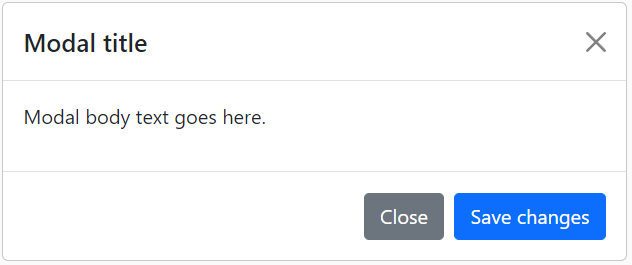 Modal title
Modal body text goes here.
Close
Save changes